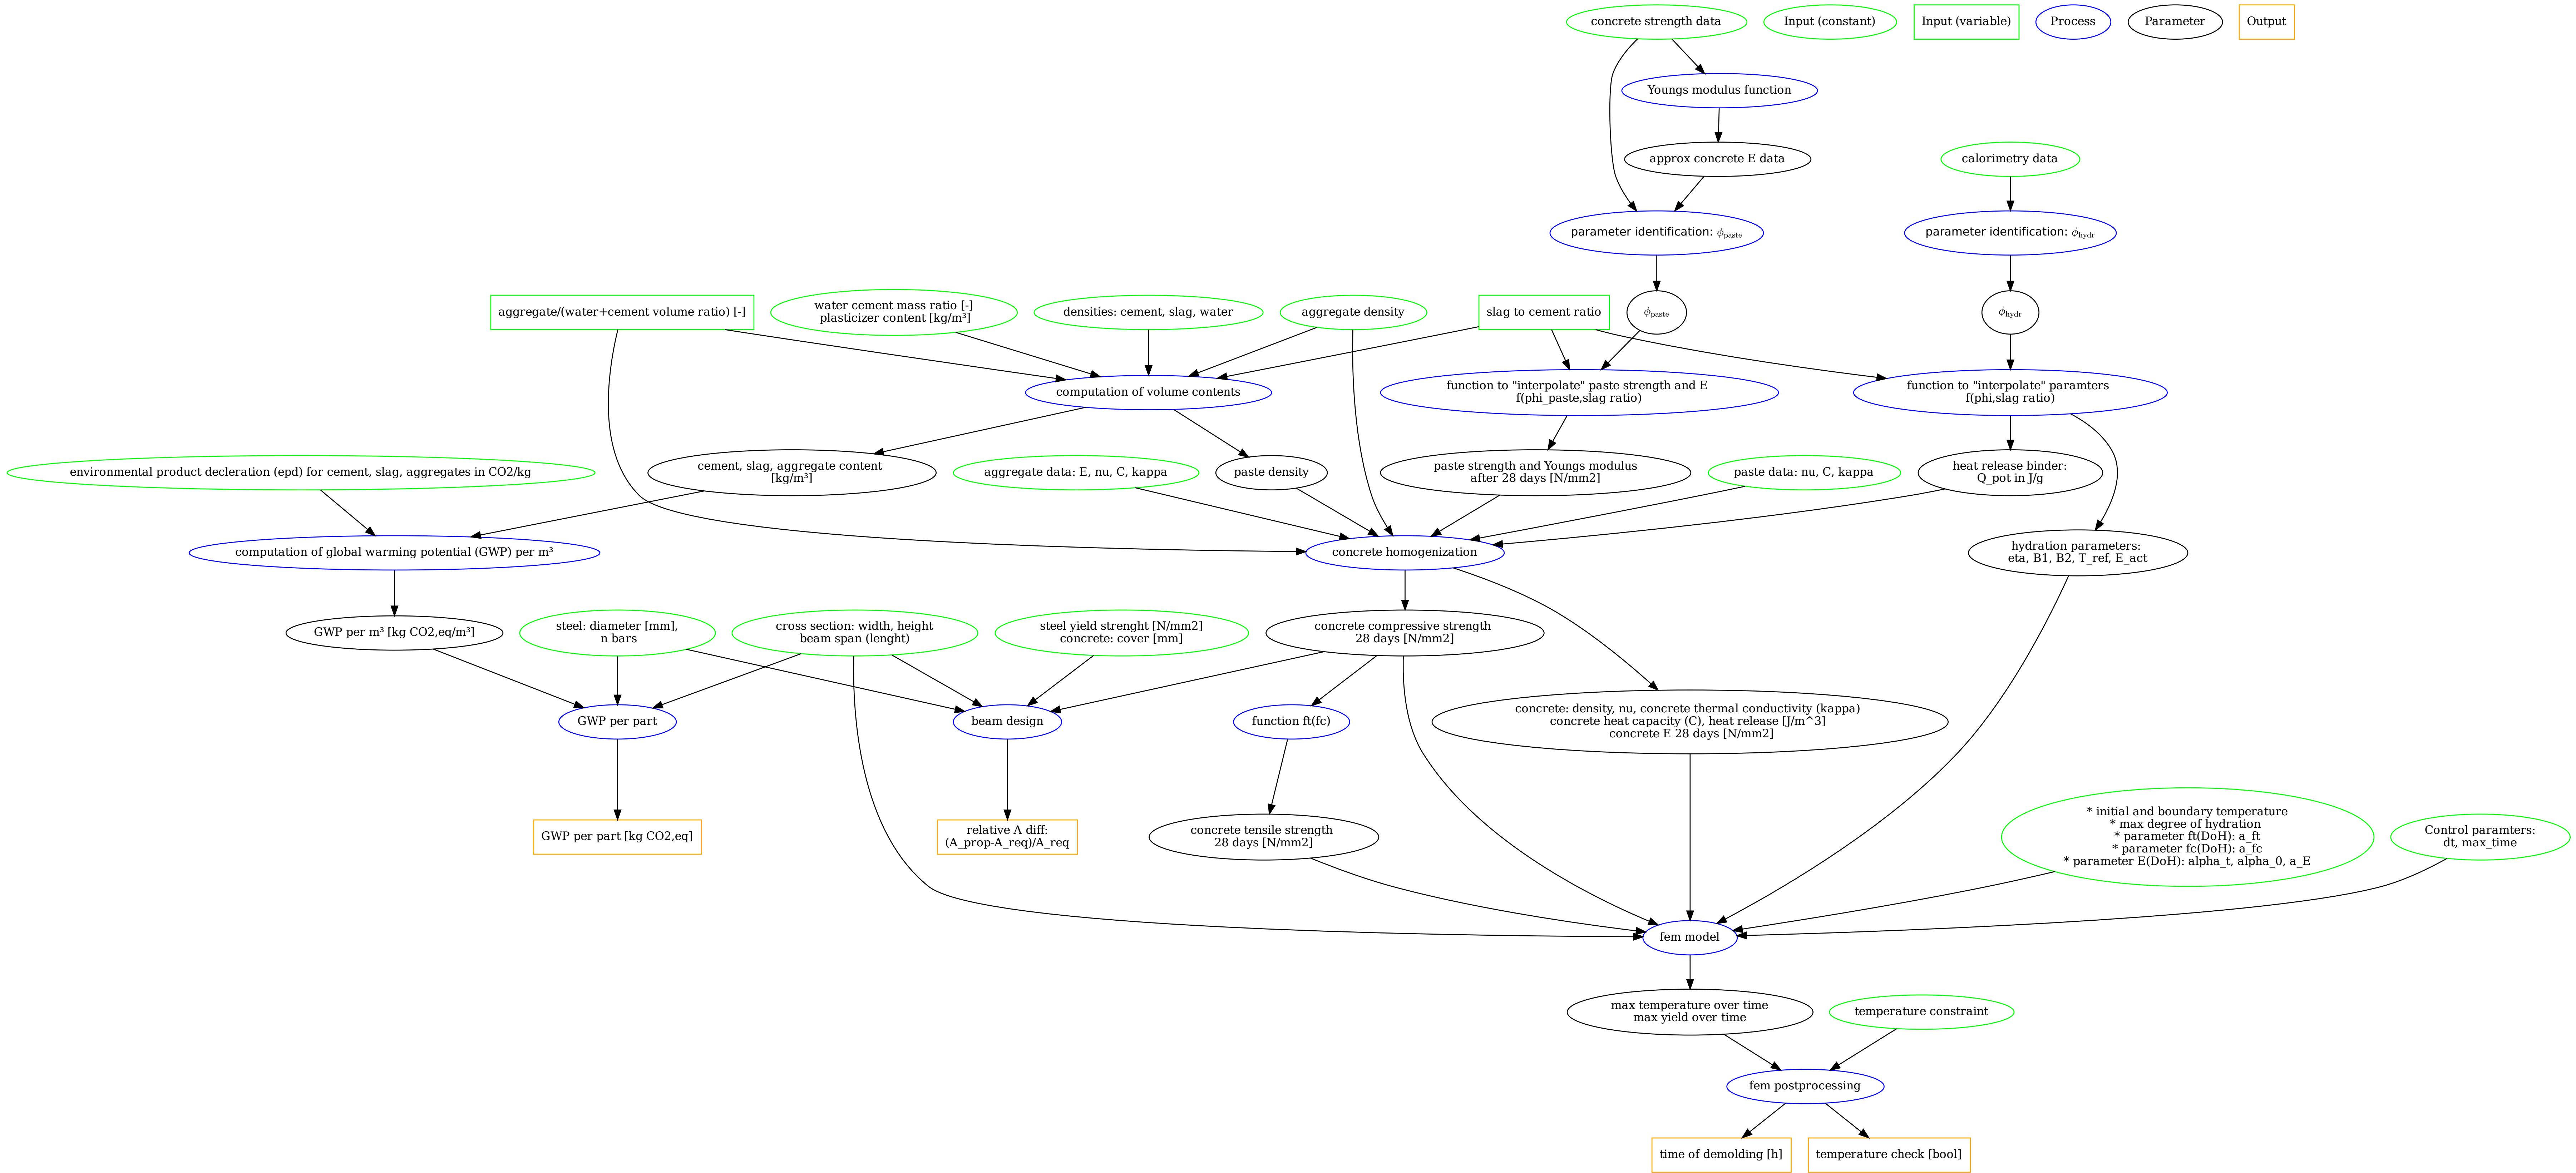 concrete strength data
Input (constant)
Input (variable)
Process
Parameter
Output
Youngs modulus function
approx concrete E data
calorimetry data
parameter identification: ϕpaste
parameter identification: ϕhydr
aggregate/(water+cement volume ratio) [-]
water cement mass ratio [-]
plasticizer content [kg/m³]
densities: cement, slag, water
aggregate density
slag to cement ratio
ϕpaste
ϕhydr
computation of volume contents
function to "interpolate" paste strength and E
f(phi_paste,slag ratio)
function to "interpolate" paramters
f(phi,slag ratio)
environmental product decleration (epd) for cement, slag, aggregates in CO2/kg
cement, slag, aggregate content
[kg/m³]
aggregate data: E, nu, C, kappa
paste density
paste strength and Youngs modulus
after 28 days [N/mm2]
paste data: nu, C, kappa
heat release binder:
Q_pot in J/g
computation of global warming potential (GWP) per m³
concrete homogenization
hydration parameters:
eta, B1, B2, T_ref, E_act
GWP per m³ [kg CO2,eq/m³]
steel: diameter [mm],
n bars
cross section: width, height
beam span (lenght)
steel yield strenght [N/mm2]
concrete: cover [mm]
concrete compressive strength
28 days [N/mm2]
GWP per part
beam design
function ft(fc)
concrete: density, nu, concrete thermal conductivity (kappa)
concrete heat capacity (C), heat release [J/m^3]
concrete E 28 days [N/mm2]
GWP per part [kg CO2,eq]
relative A diff:
(A_prop-A_req)/A_req
concrete tensile strength
28 days [N/mm2]
* initial and boundary temperature
* max degree of hydration
* parameter ft(DoH): a_ft
* parameter fc(DoH): a_fc
* parameter E(DoH): alpha_t, alpha_0, a_E
Control paramters:
dt, max_time
fem model
max temperature over time
max yield over time
temperature constraint
fem postprocessing
time of demolding [h]
temperature check [bool]